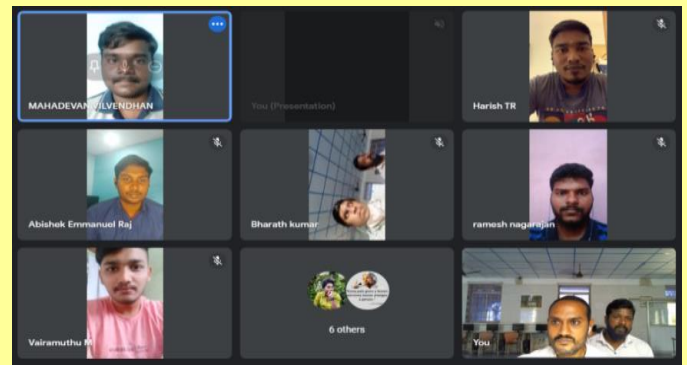 MAHADEVAN VILVENDHAN
You (Presentation)
Harish TR
Abishek Emmanuel Raj
Bharath kumar
ramesh nagarajan
Vairamuthu M
6 others
You